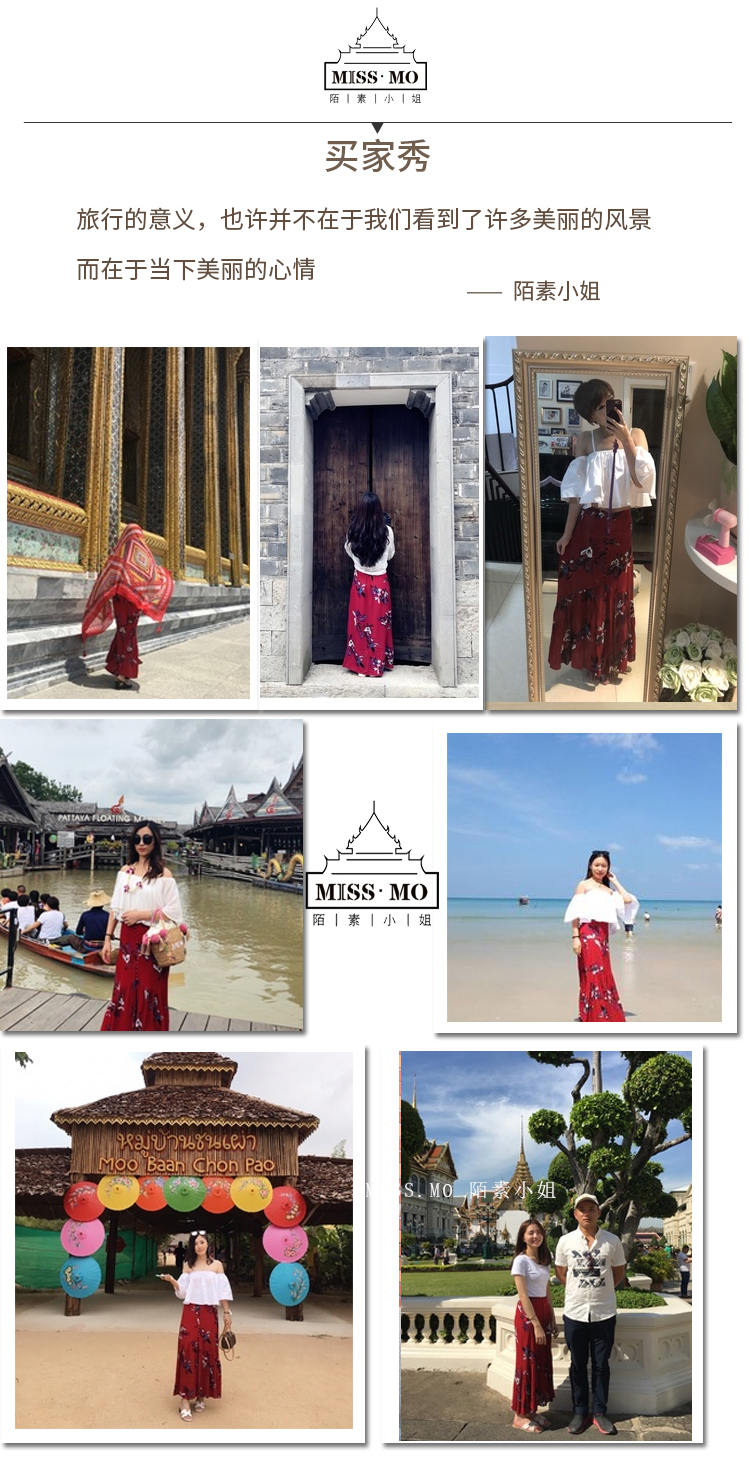 MISS·MO
陌|素|小|姐
买家秀
旅行的意义，也许并不在于我们看到了许多美丽的风景
而在于当下美丽的心情
—— 陌素小姐
PATTAYA FLOATING M
MISS·MO
陌|素|小|姐
หมู่บ้านชนเผ่า
Moo Baan Chon Pao
MISS.MO 陌素小姐